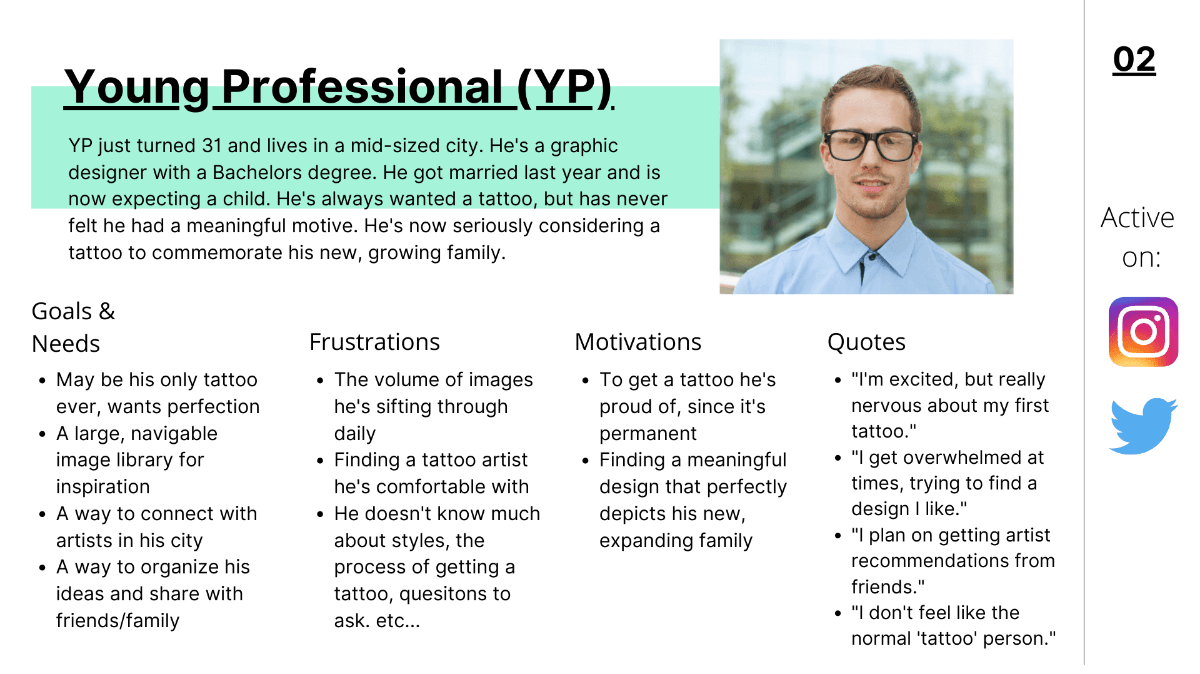 Young Professional (YP)
02
YP just turned 31 and lives in a mid-sized city. He's a graphic
designer with a Bachelors degree. He got married last year and is
now expecting a child. He's always wanted a tattoo, but has never
felt he had a meaningful motive. He's now seriously considering a
tattoo to commemorate his new, growing family.
Active
on:
Goals &
Needs
• May be his only tattoo
ever, wants perfection
• A large, navigable
image library for
inspiration
• A way to connect with
artists in his city
• A way to organize his
ideas and share with
friends/family
Frustrations
• The volume of images
he's sifting through
daily
• Finding a tattoo artist
he's comfortable with
• He doesn't know much
about styles, the
process of getting a
tattoo, quesitons to
ask. etc...
Motivations
• To get a tattoo he's
proud of, since it's
permanent
• Finding a meaningful
design that perfectly
depicts his new,
expanding family
Quotes
• "I'm excited, but really
nervous about my first
tattoo."
• "I get overwhelmed at
times, trying to find a
design I like."
• "I plan on getting artist
recommendations from
friends."
• "I don't feel like the
normal 'tattoo' person."